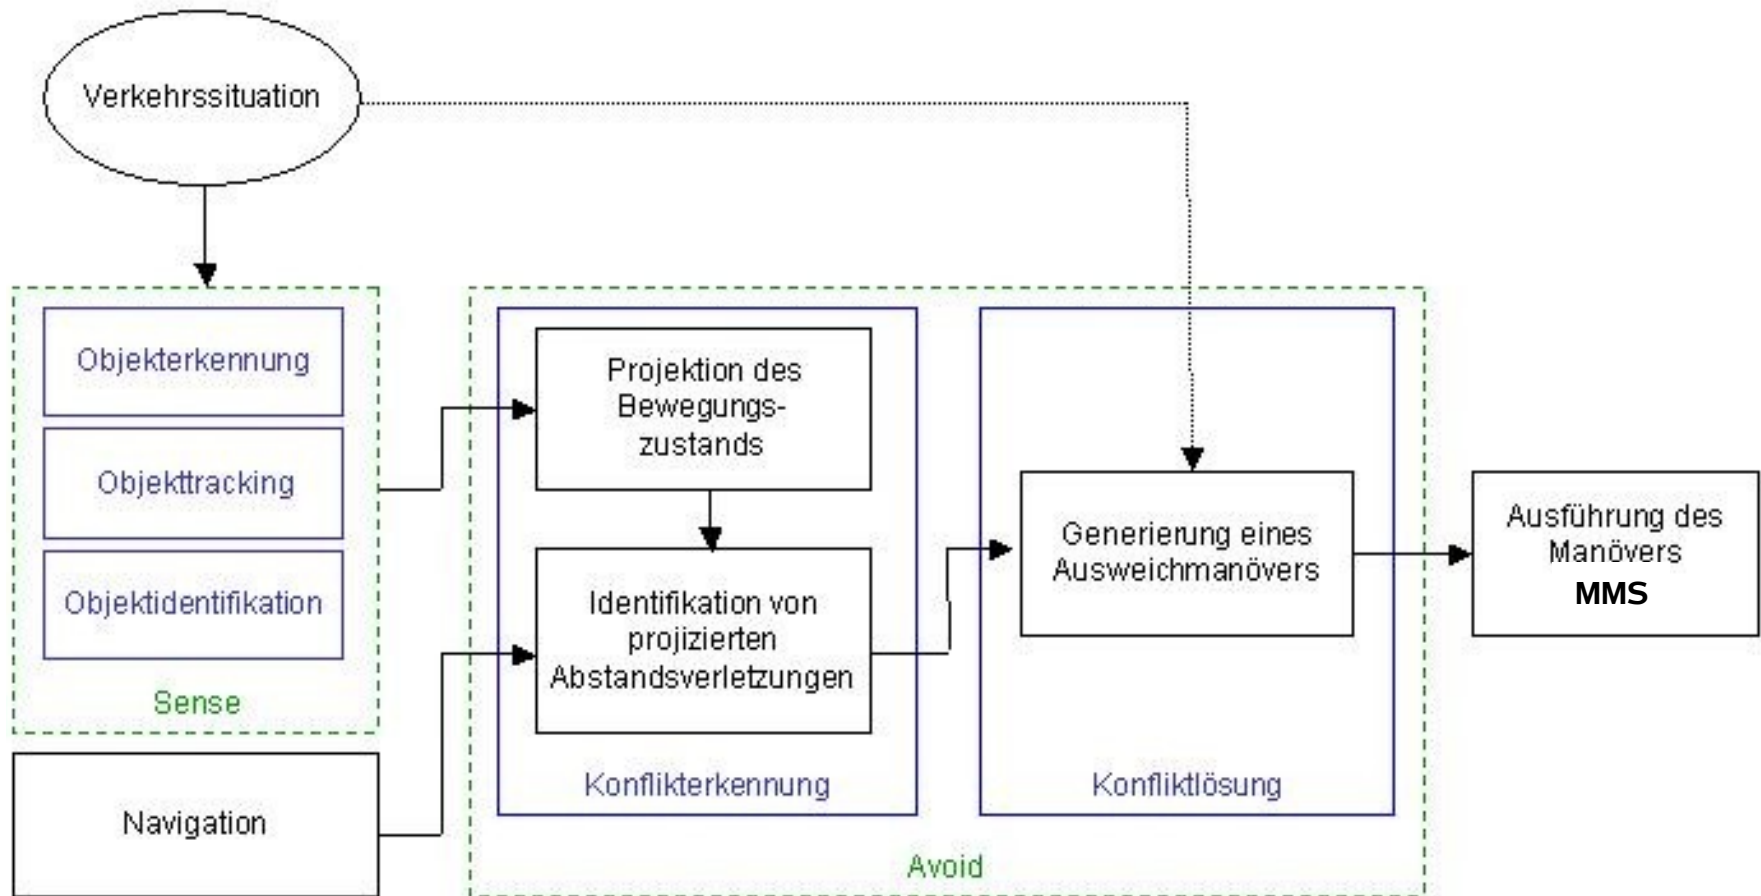 Verkehrssituation
Objekterkennung
Objekttracking
Objektidentifikation
Sense
Navigation
Projektion des
Bewegungs-
zustands
Identifikation von
projizierten
Abstandsverletzungen
Konflikterkennung
Generierung eines
Ausweichmanövers
Konfliktlösung
Avoid
Ausführung des
Manövers
MMS